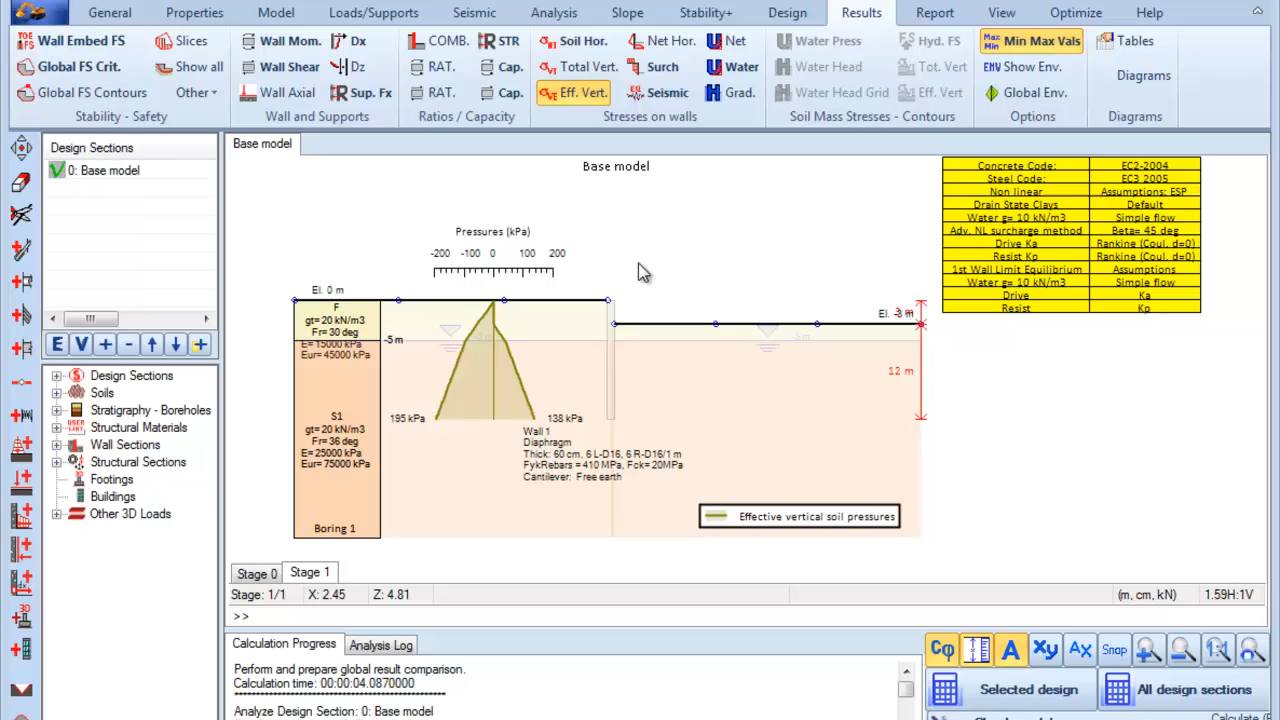 General Properties Model Loads/Supports Seismic Analysis Slope Stability+ Design Results Report View Optimize Help
Wall Embed FS Slices
Global FS Crit. Show all
Global FS Contours Other
Stability - Safety
Wall Mom. Dx
Wall Shear Dz
Wall Axial Sup. Fx
Wall and Supports
COMB. STR
RAT. Cap.
RAT. Cap.
Ratios / Capacity
Soil Hor. Net Hor. Net
Total Vert. Surch Water
Eff. Vert. Seismic Grad.
Stresses on walls
Water Press Hyd. FS
Water Head Tot. Vert
Water Head Grid Eff. Vert
Soil Mass Stresses - Contours
Min Max Vals
Show Env.
Global Env.
Options
Tables
Diagrams
Diagrams
Design Sections
0: Base model
E V + - +
Design Sections
Soils
Stratigraphy - Boreholes
Structural Materials
Wall Sections
Structural Sections
Footings
Buildings
Other 3D Loads
Base model
Base model
Pressures (kPa)
-200 -100 0 100 200
El. 0 m
F
gt= 20 kN/m3
Fr= 30 deg
E= 15000 kPa
Eur= 45000 kPa
-5 m
S1
gt= 20 kN/m3
Fr= 36 deg
E= 25000 kPa
Eur= 75000 kPa
Boring 1
195 kPa 138 kPa
Wall 1
Diaphragm
Thick: 60 cm, 6 L-D16, 6 R-D16/1 m
FykRebars = 410 MPa, Fck= 20MPa
Cantilever: Free earth
El. -3 m
12 m
Effective vertical soil pressures
Concrete Code: EC2-2004
Steel Code: EC3 2005
Non linear Assumptions: ESP
Drain State Clays Default
Water g= 10 kN/m3 Simple flow
Adv. NL surcharge method Beta= 45 deg
Drive Ka Rankine (Coul, d=0)
Resist Kp Rankine (Coul, d=0)
1st Wall Limit Equilibrium Assumptions
Water g= 10 kN/m3 Simple flow
Drive Ka
Resist Kp
Stage 0 Stage 1
Stage: 1/1 X: 2.45 Z: 4.81 (m, cm, kN) 1.59H:1V
>>
Calculation Progress Analysis Log
Perform and prepare global result comparison.
Calculation time: 00:00:04.0870000
Analyze Design Section: 0: Base model
Cφ A Xy Ax Snap
Selected design All design sections